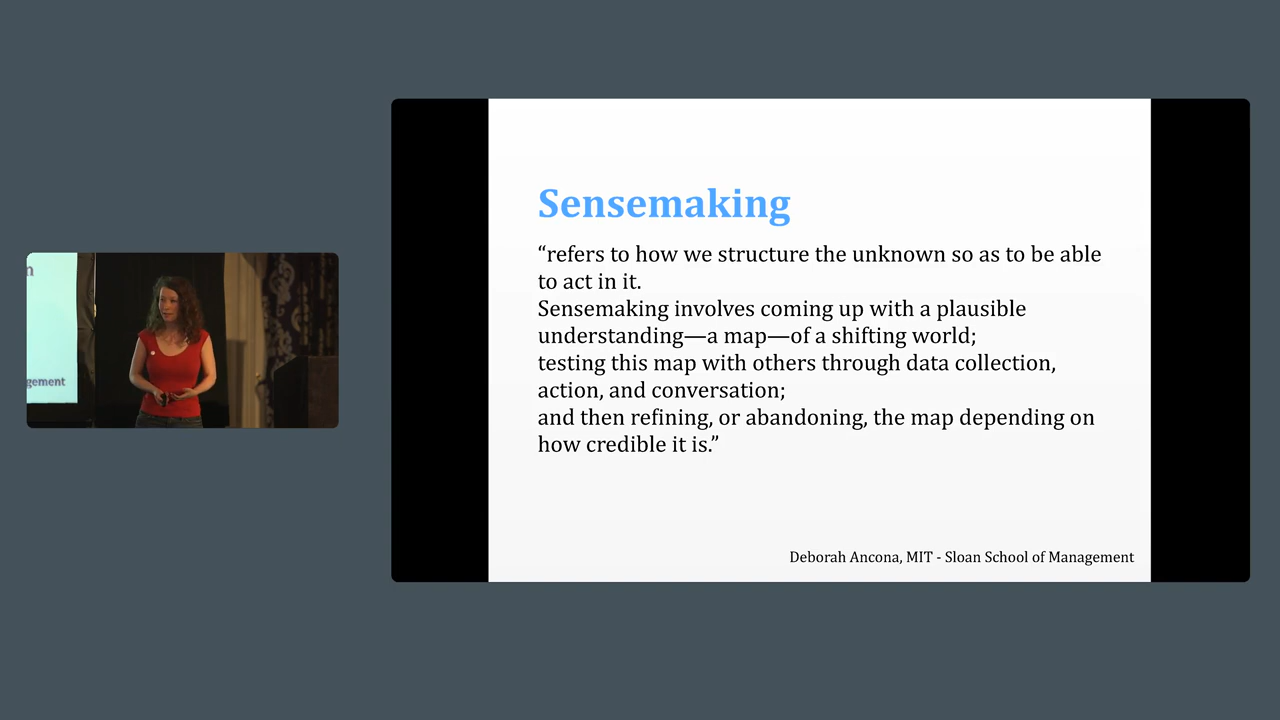 Sensemaking
“refers to how we structure the unknown so as to be able
to act in it.
Sensemaking involves coming up with a plausible
understanding—a map—of a shifting world;
testing this map with others through data collection,
action, and conversation;
and then refining, or abandoning, the map depending on
how credible it is.”
Deborah Ancona, MIT - Sloan School of Management